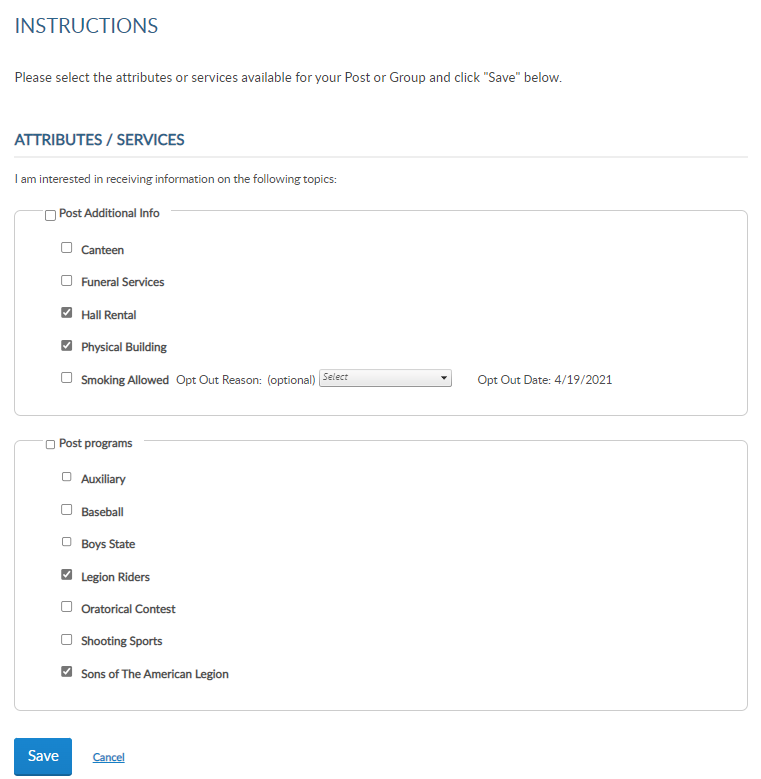 INSTRUCTIONS
Please select the attributes or services available for your Post or Group and click "Save" below.
ATTRIBUTES / SERVICES
I am interested in receiving information on the following topics:
Post Additional Info
Canteen
Funeral Services
Hall Rental
Physical Building
Smoking Allowed Opt Out Reason: (optional) Select Opt Out Date: 4/19/2021
Post programs
Auxiliary
Baseball
Boys State
Legion Riders
Oratorical Contest
Shooting Sports
Sons of The American Legion
Save Cancel